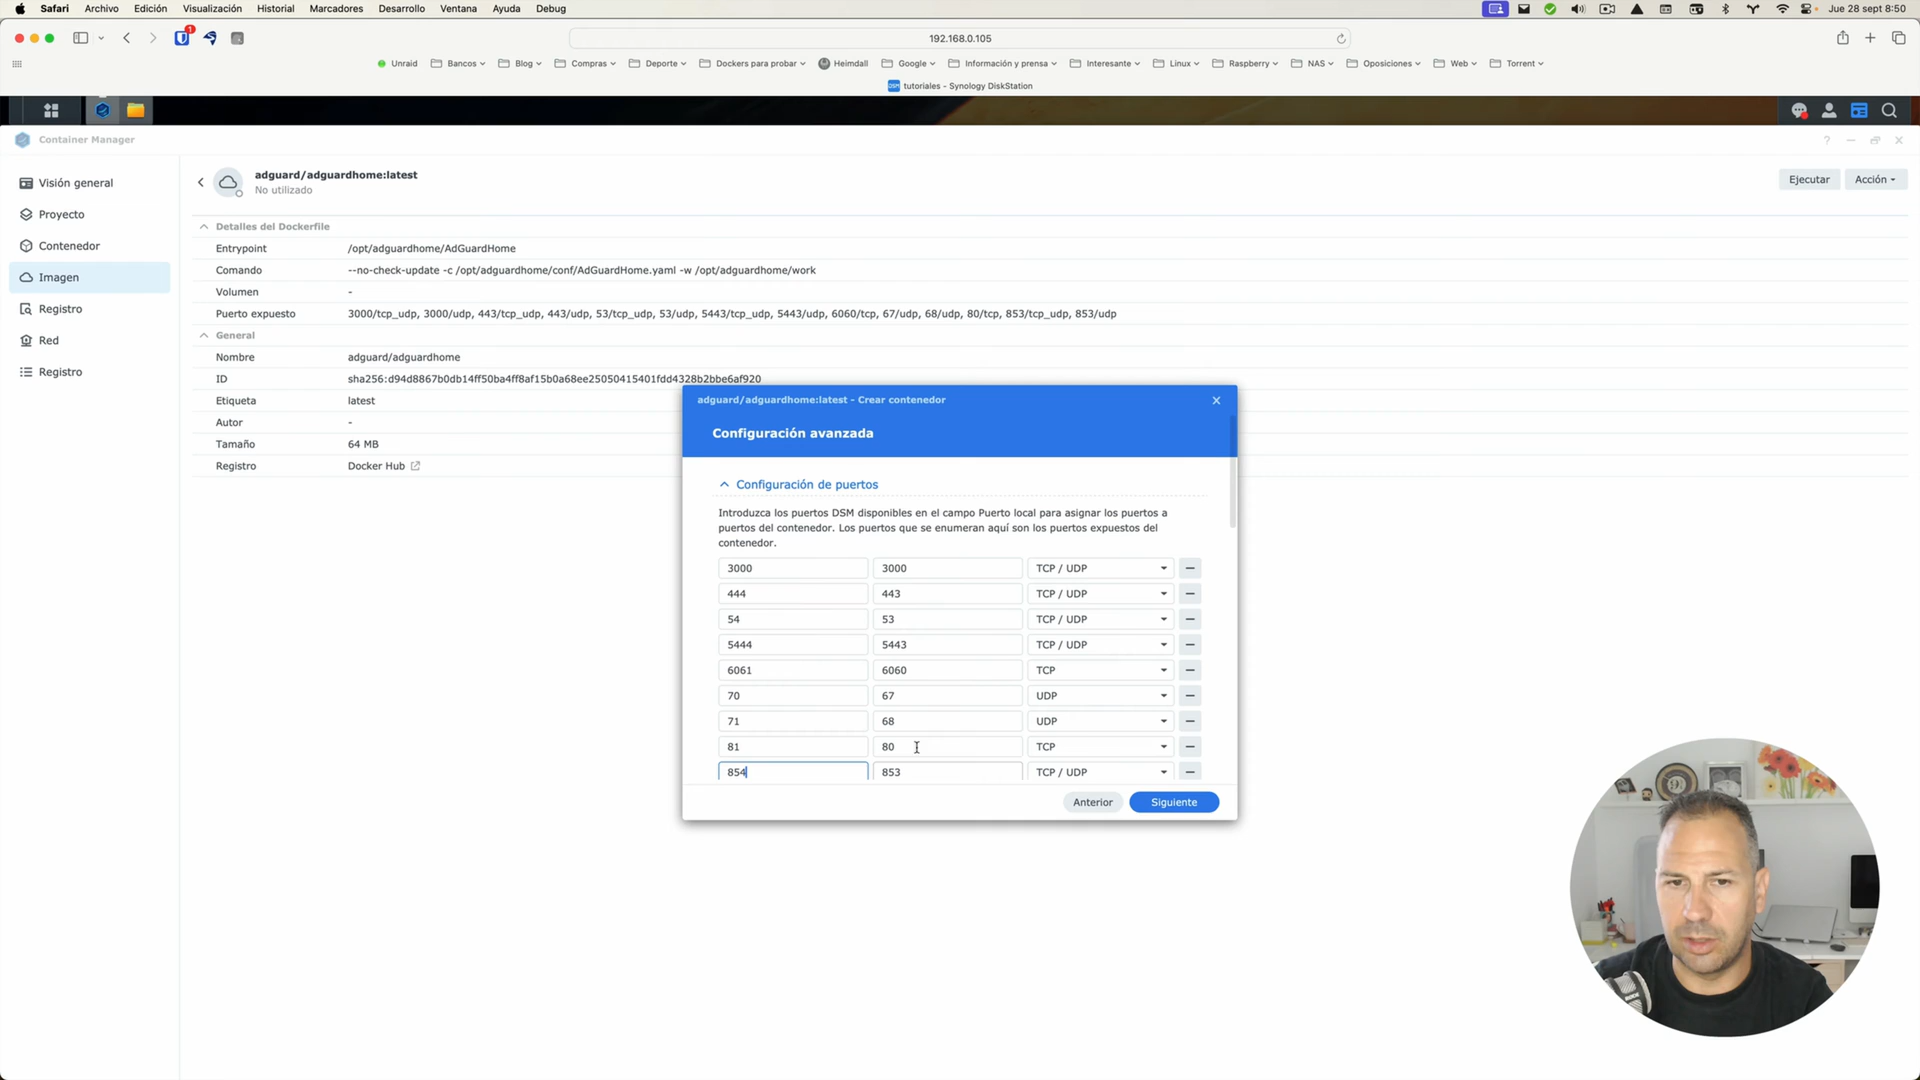 Safari Archivo Edición Visualización Historial Marcadores Desarrollo Ventana Ayuda Debug Jue 28 sept 8:50
1
192.168.0.105
Unraid Bancos Blog Compras Deporte Dockers para probar Heimdall Google Información y prensa Interesante Linux Raspberry NAS Oposiciones Web Torrent
DSM tutoriales - Synology DiskStation
Container Manager
?
Visión general
Proyecto
Contenedor
Imagen
Registro
Red
Registro
adguard/adguardhome:latest
No utilizado
Ejecutar Acción
Detalles del Dockerfile
Entrypoint /opt/adguardhome/AdGuardHome
Comando --no-check-update -c /opt/adguardhome/conf/AdGuardHome.yaml -w /opt/adguardhome/work
Volumen -
Puerto expuesto 3000/tcp_udp, 3000/udp, 443/tcp_udp, 443/udp, 53/tcp_udp, 53/udp, 5443/tcp_udp, 5443/udp, 6060/tcp, 67/udp, 68/udp, 80/tcp, 853/tcp_udp, 853/udp
General
Nombre adguard/adguardhome
ID sha256:d94d8867b0db14ff50ba4ff8af15b0a68ee25050415401fdd4328b2bbe6af920
Etiqueta latest
Autor -
Tamaño 64 MB
Registro Docker Hub
adguard/adguardhome:latest - Crear contenedor
Configuración avanzada
Configuración de puertos
Introduzca los puertos DSM disponibles en el campo Puerto local para asignar los puertos a
puertos del contenedor. Los puertos que se enumeran aquí son los puertos expuestos del
contenedor.
3000 3000 TCP / UDP
444 443 TCP / UDP
54 53 TCP / UDP
5444 5443 TCP / UDP
6061 6060 TCP
70 67 UDP
71 68 UDP
81 80 TCP
854 853 TCP / UDP
Anterior Siguiente